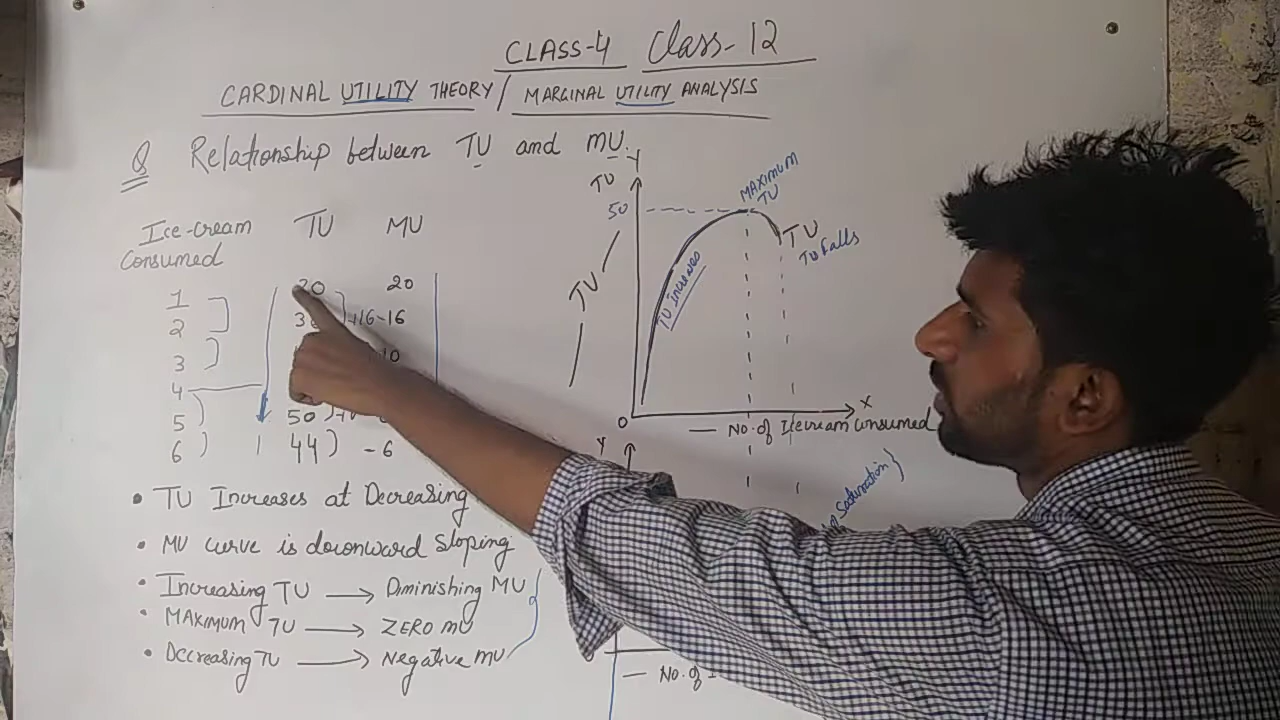 CLASS-4 Class-12
CARDINAL UTILITY THEORY / MARGINAL UTILITY ANALYSIS
Q Relationship between TU and MU.
Ice-cream Consumed TU MU
1 20 20
2 +16-16
3 10
4
5 50
6 44 -6
• TU Increases at Decreasing
• MU curve is downward sloping
• Increasing TU → Diminishing MU
• MAXIMUM TU → ZERO MU
• Decreasing TU → Negative MU
Y
TU
50
MAXIMUM TU
TU
TU Falls
TU Increases
TU
O
X
No. of Icecream Consumed
Y
Saturation}
No. of